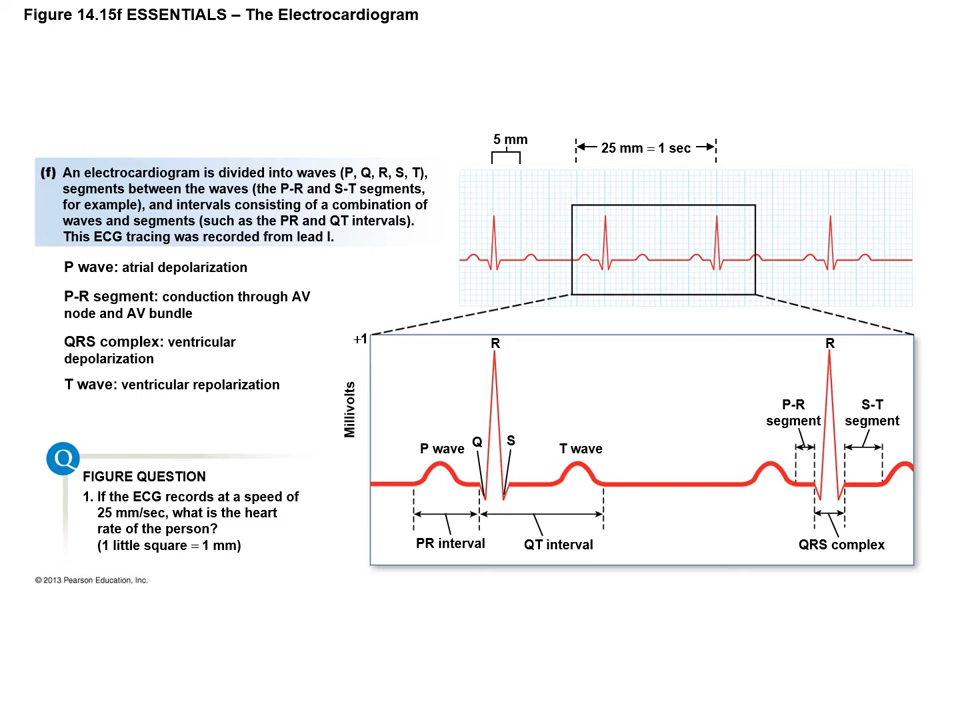 Figure 14.15f ESSENTIALS – The Electrocardiogram
5 mm
25 mm = 1 sec
(f) An electrocardiogram is divided into waves (P, Q, R, S, T),
segments between the waves (the P-R and S-T segments,
for example), and intervals consisting of a combination of
waves and segments (such as the PR and QT intervals).
This ECG tracing was recorded from lead I.
P wave: atrial depolarization
P-R segment: conduction through AV
node and AV bundle
QRS complex: ventricular
depolarization
T wave: ventricular repolarization
+1
Millivolts
R
R
P-R
segment
S-T
segment
P wave
Q
S
T wave
PR interval
QT interval
QRS complex
Q
FIGURE QUESTION
1. If the ECG records at a speed of
25 mm/sec, what is the heart
rate of the person?
(1 little square = 1 mm)
© 2013 Pearson Education, Inc.